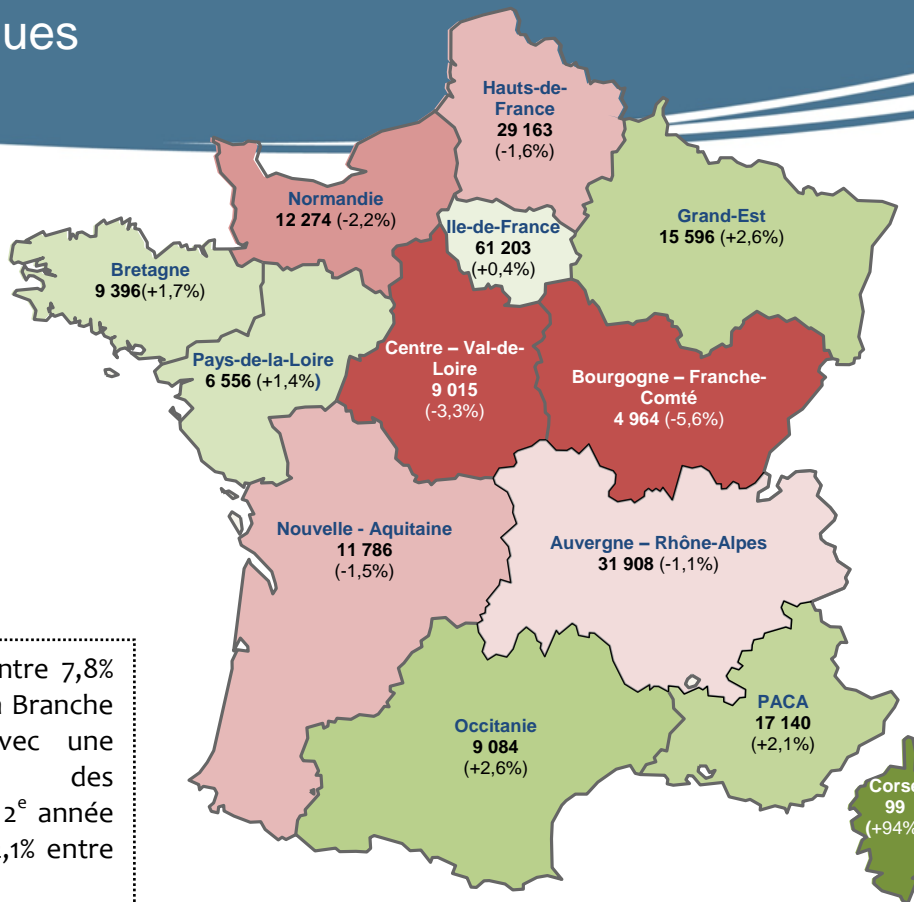 ues
Hauts-de-
France
29 163
(-1,6%)
Normandie
12 274 (-2,2%)
Ile-de-France
61 203
(+0,4%)
Grand-Est
15 596 (+2,6%)
Bretagne
9 396(+1,7%)
Pays-de-la-Loire
6 556 (+1,4%)
Centre – Val-de-
Loire
9 015
(-3,3%)
Bourgogne – Franche-
Comté
4 964 (-5,6%)
Nouvelle - Aquitaine
11 786
(-1,5%)
Auvergne – Rhône-Alpes
31 908 (-1,1%)
Occitanie
9 084
(+2,6%)
PACA
17 140
(+2,1%)
Corse
99
(+94%
ntre 7,8%
Branche
vec une
des
2e année
,1% entre